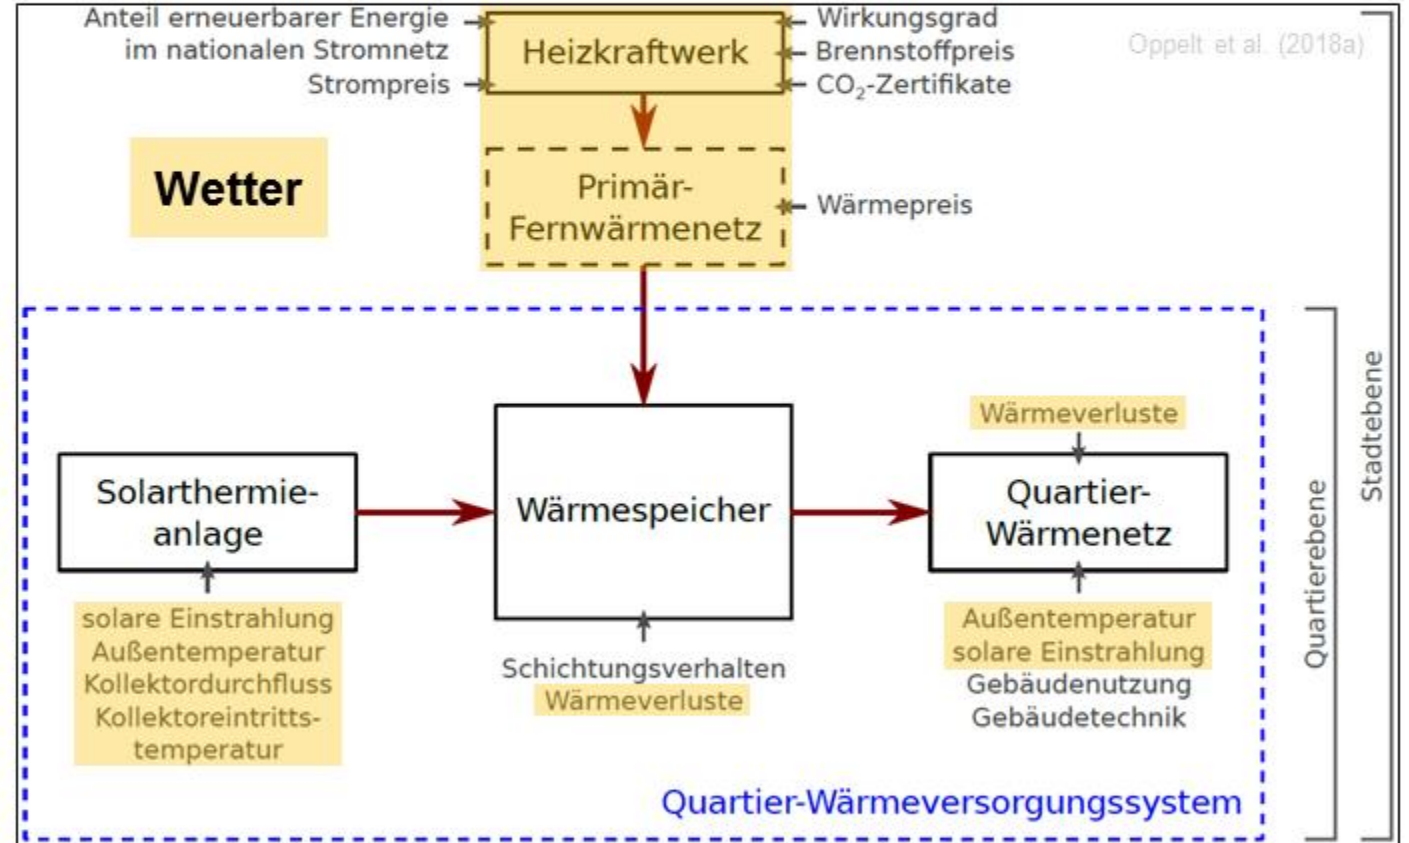 Anteil erneuerbarer Energie
im nationalen Stromnetz
Strompreis
Heizkraftwerk
Wirkungsgrad
Brennstoffpreis
CO₂-Zertifikate
Oppelt et al. (2018a)
Wetter
Primär-
Fernwärmenetz
Wärmepreis
Stadtebene
Quartierebene
Solarthermie-
anlage
solare Einstrahlung
Außentemperatur
Kollektordurchfluss
Kollektoreintritts-
temperatur
Wärmespeicher
Schichtungsverhalten
Wärmeverluste
Wärmeverluste
Quartier-
Wärmenetz
Außentemperatur
solare Einstrahlung
Gebäudenutzung
Gebäudetechnik
Quartier-Wärmeversorgungssystem